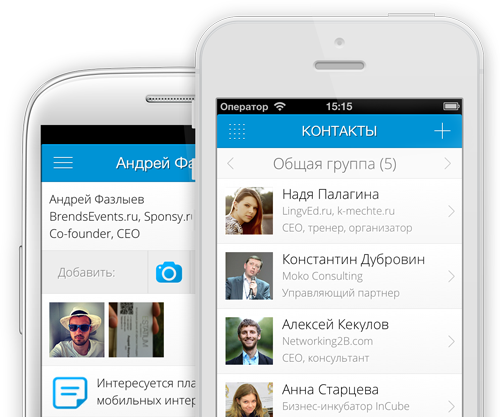 Оператор 15:15
КОНТАКТЫ
Общая группа (5)
Надя Палагина
LingvEd.ru, k-mechte.ru
CEO, тренер, организатор
Константин Дубровин
Moko Consulting
Управляющий партнер
Алексей Кекулов
Networking2B.com
CEO, консультант
Анна Старцева
Бизнес-инкубатор InCube
Андрей Фа
Андрей Фазлыев
BrendsEvents.ru, Sponsy.ru
Co-founder, CEO
Добавить:
Интересуется пла
мобильных интер